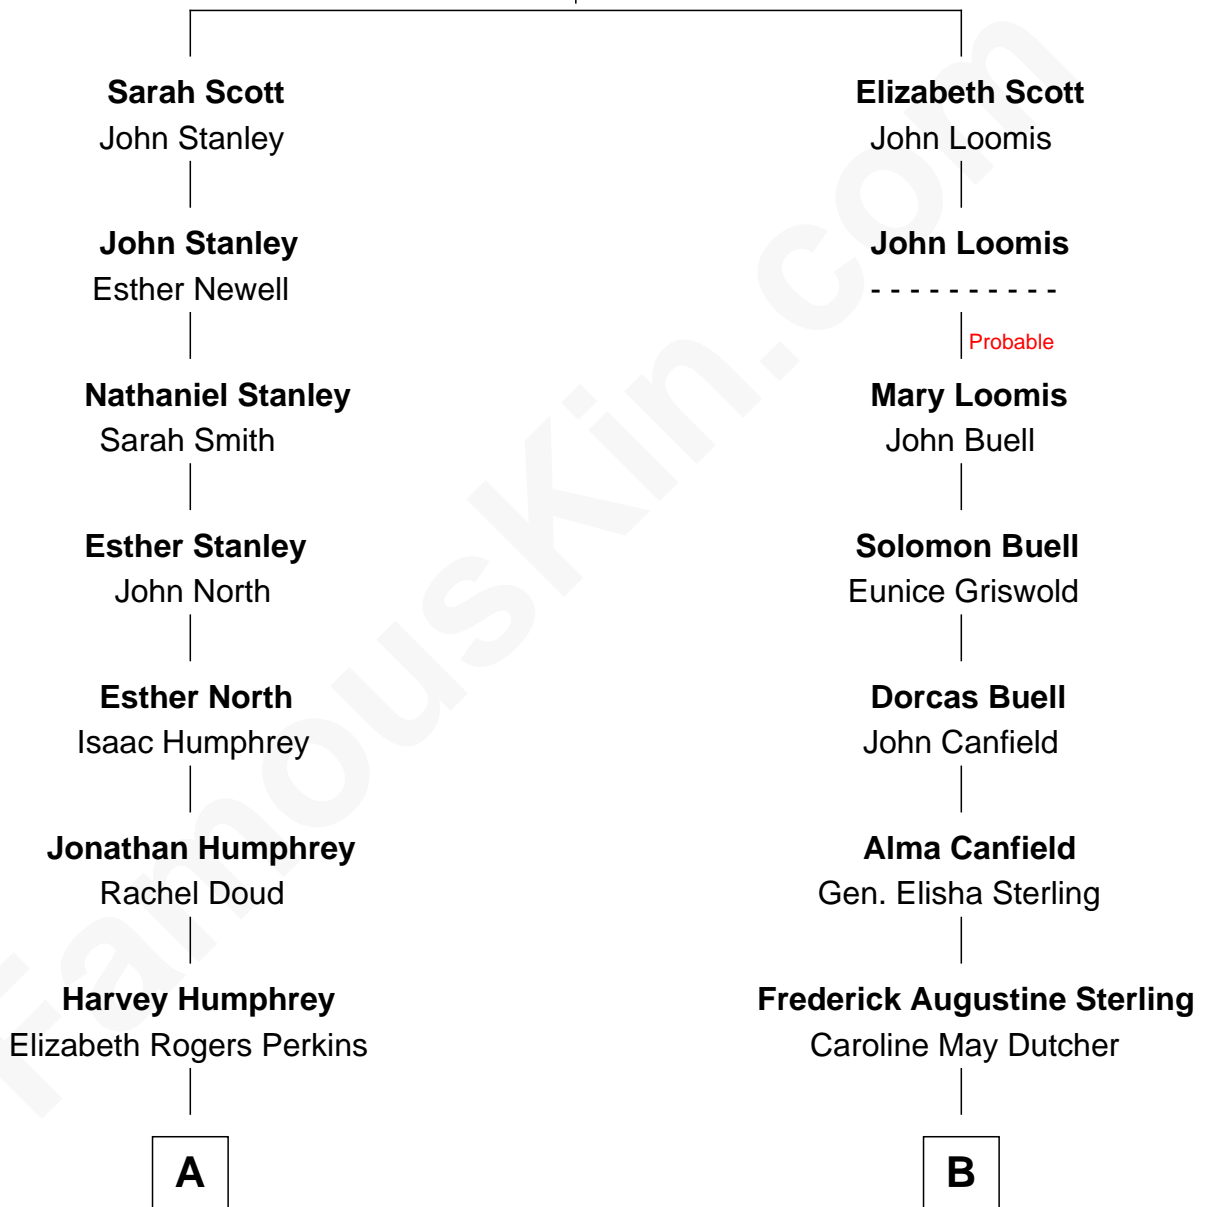 Sarah Scott
John Stanley
John Stanley
Esther Newell
Nathaniel Stanley
Sarah Smith
Esther Stanley
John North
Esther North
Isaac Humphrey
Jonathan Humphrey
Rachel Doud
Harvey Humphrey
Elizabeth Rogers Perkins
A
Elizabeth Scott
John Loomis
John Loomis
- - - - - - - - - -
Probable
Mary Loomis
John Buell
Solomon Buell
Eunice Griswold
Dorcas Buell
John Canfield
Alma Canfield
Gen. Elisha Sterling
Frederick Augustine Sterling
Caroline May Dutcher
B
FamousKin.com